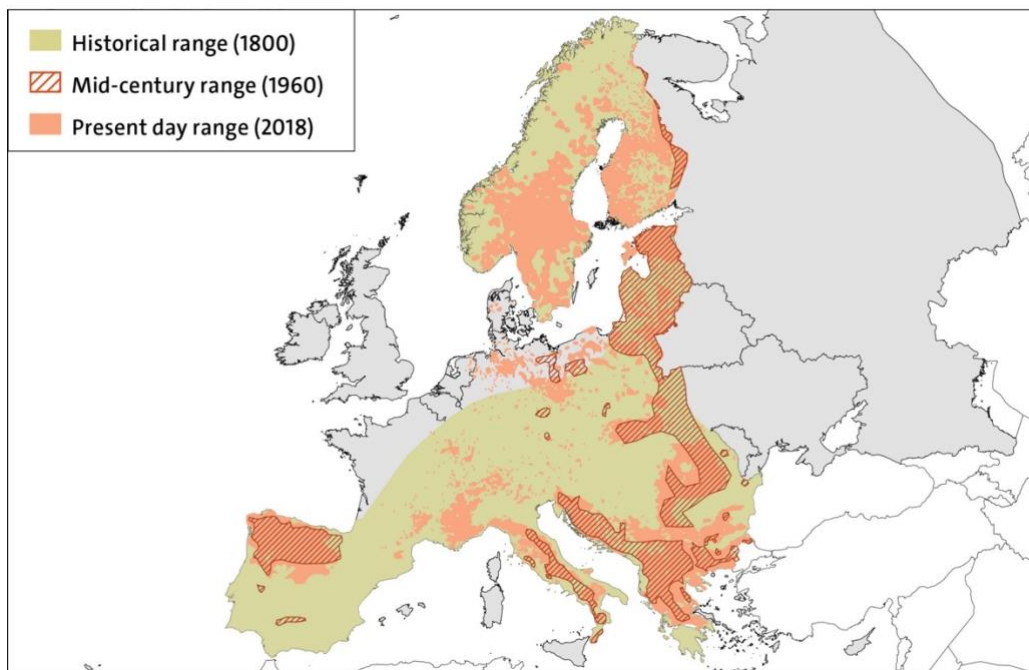 Historical range (1800)
Mid-century range (1960)
Present day range (2018)